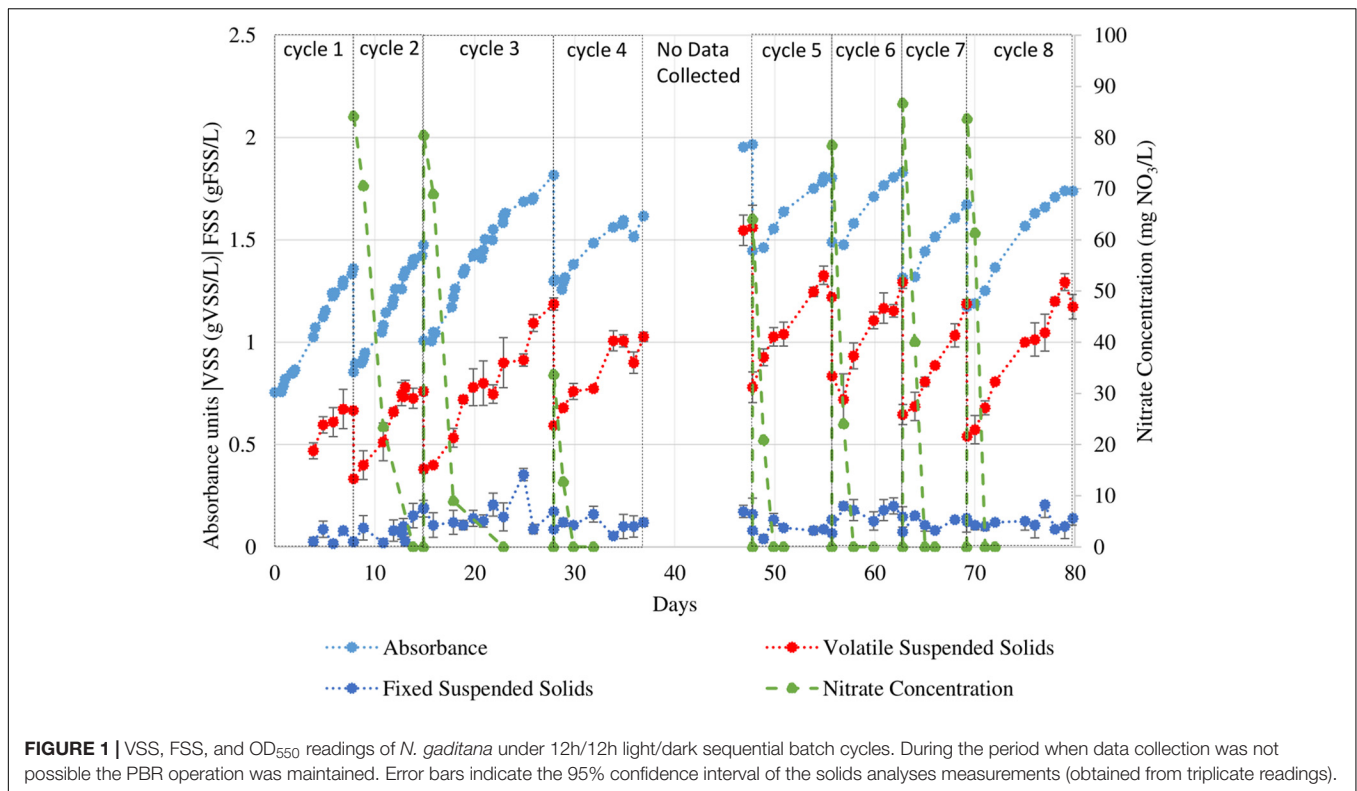 2.5
2
1.5
1
0.5
0
Absorbance units |VSS (gVSS/L)| FSS (gFSS/L)
cycle 1
cycle 2
cycle 3
cycle 4
No Data
Collected
cycle 5
cycle 6
cycle 7
cycle 8
100
90
80
70
60
50
40
30
20
10
0
Nitrate Concentration (mg NO₃/L)
0 10 20 30 40 50 60 70 80
Days
Absorbance
Volatile Suspended Solids
Fixed Suspended Solids
Nitrate Concentration
FIGURE 1 | VSS, FSS, and OD₅₅₀ readings of N. gaditana under 12h/12h light/dark sequential batch cycles. During the period when data collection was not
possible the PBR operation was maintained. Error bars indicate the 95% confidence interval of the solids analyses measurements (obtained from triplicate readings).